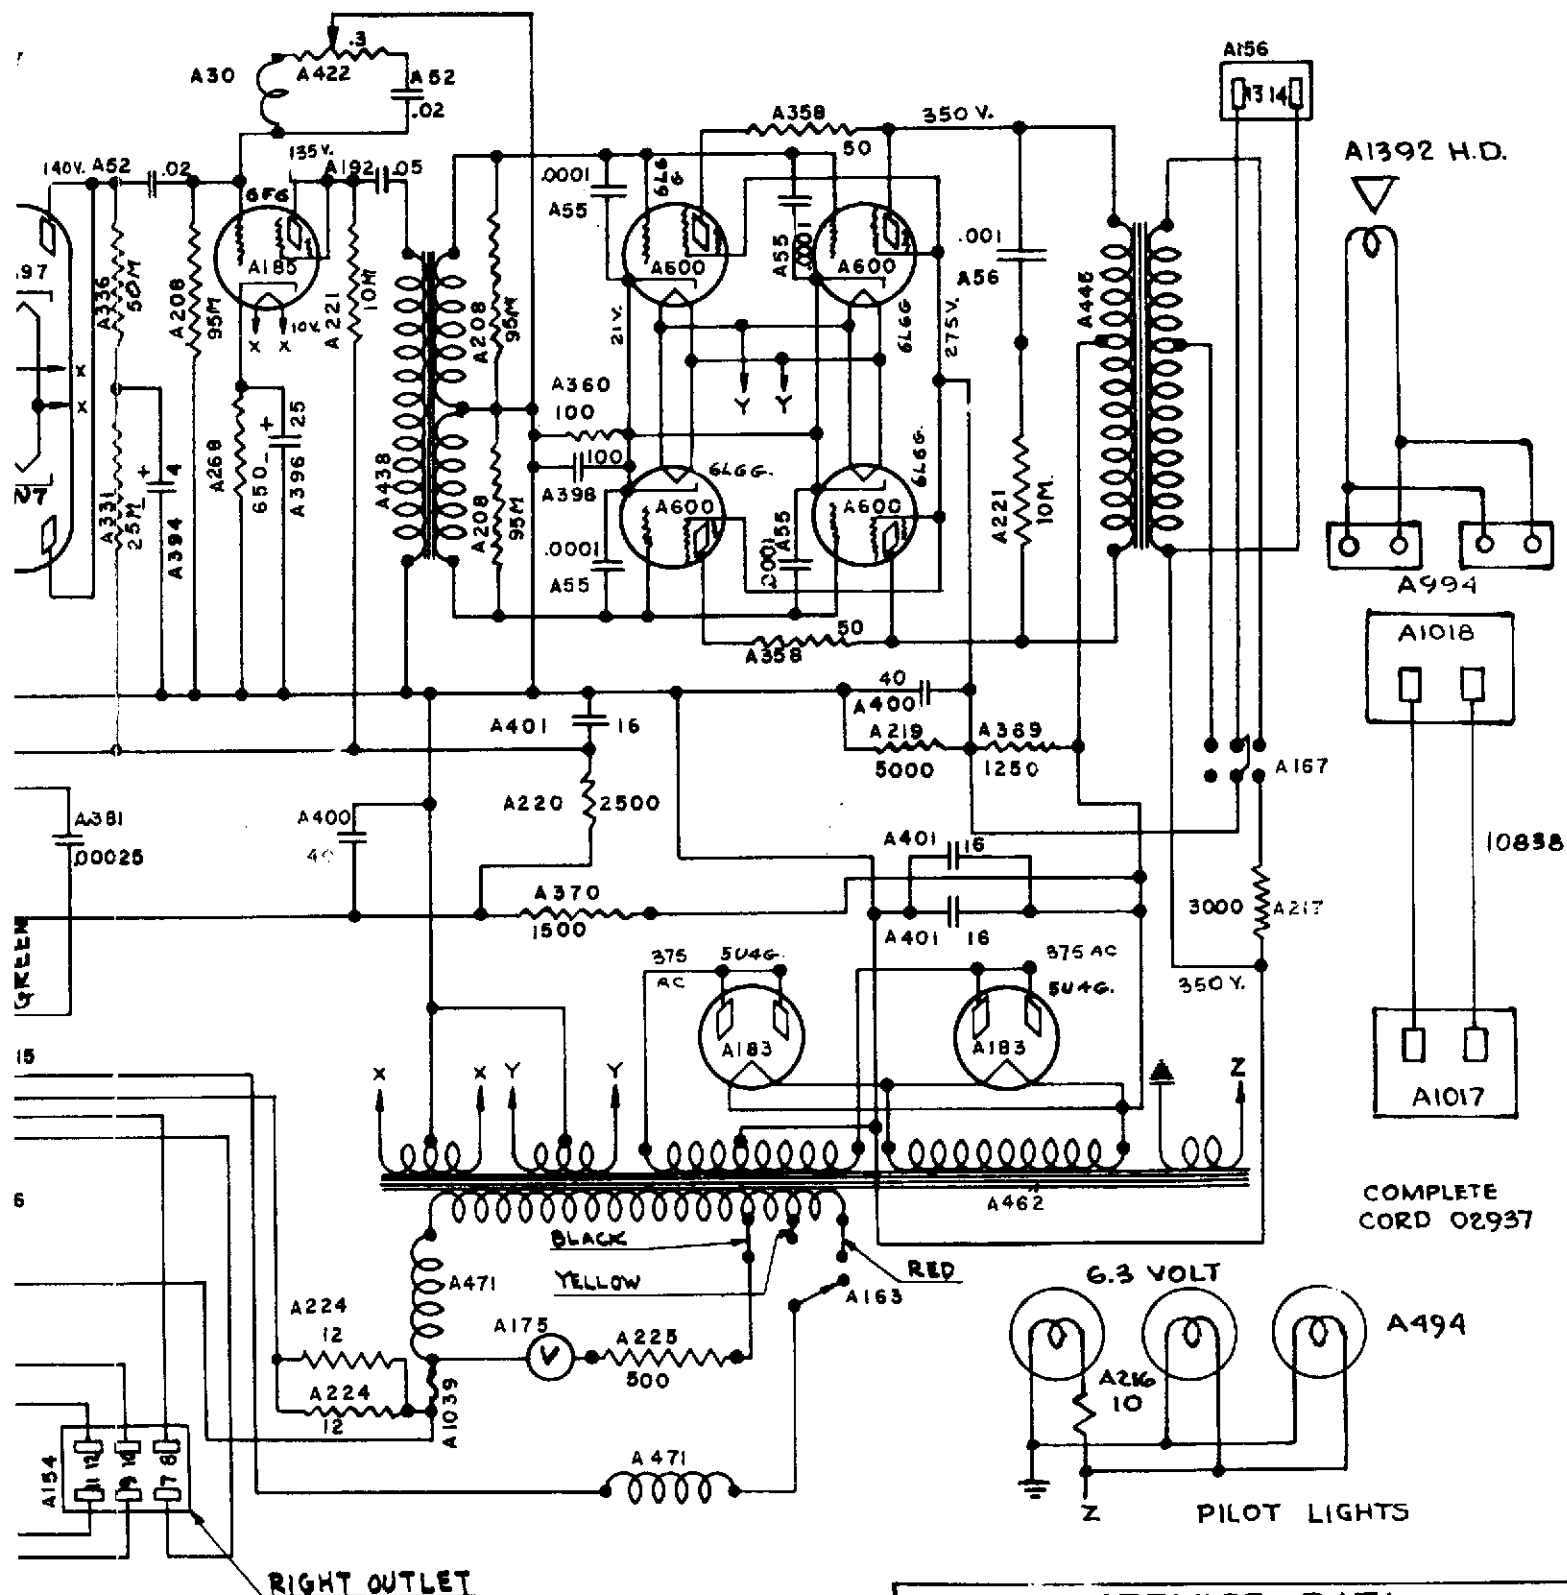 A156
.3
A30
A422
A52
.02
A358
350 V.
1314
50
A1392 H.D.
135V.
140V.
A52
.02
A192
.05
6F6
.0001
A55
6L6
G
A55
.0001
A600
A600
.001
A56
A445
.97
A336
50M
A208
95M
A185
10V.
X
X
A221
10M
A208
95M
21V.
6L6G
275V.
X
X
A360
100
Y
Y
25
+
A268
650
A396
A438
100
A398
6L6G.
6L6G.
A600
A600
N7
A331
25M
+
4
A394
A208
95M
A221
10M.
.0001
A55
.0001
A55
A994
50
A358
A1018
40
A400
A401
16
A219
5000
A369
1250
A167
A220
2500
A381
.00025
A400
A401
16
10838
A370
1500
A401
16
3000
A217
GREEN
375
AC
5U4G.
375 AC
5U4G.
350V.
A183
A183
A1017
15
X
X
Y
Y
Z
6
A462
COMPLETE
CORD 02937
BLACK
YELLOW
RED
A163
A471
6.3 VOLT
A494
A224
12
A175
V
A225
500
A224
12
A1039
A216
10
A471
A154
12
10
8
11
9
7
Z
PILOT LIGHTS
RIGHT OUTLET